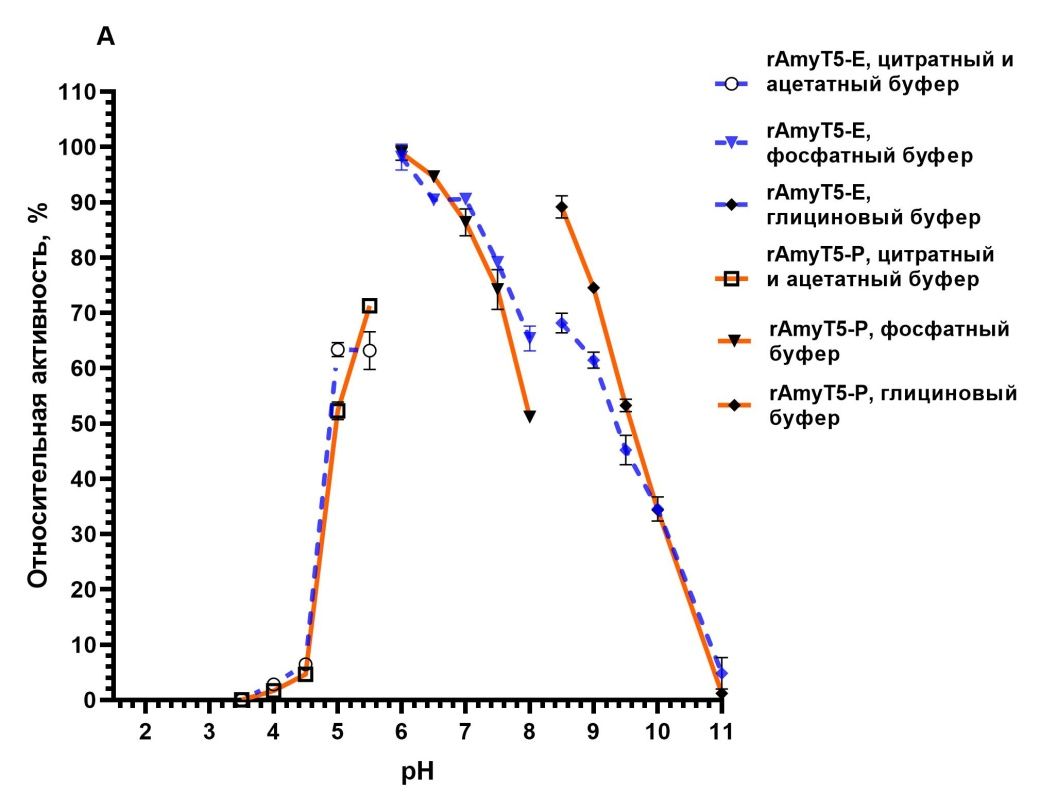 А
rAmyT5-E, цитратный и
ацетатный буфер
rAmyT5-E,
фосфатный буфер
rAmyT5-E,
глициновый буфер
rAmyT5-P, цитратный
и ацетатный буфер
rAmyT5-P, фосфатный
буфер
rAmyT5-P, глициновый
буфер
Относительная активность, %
110
100
90
80
70
60
50
40
30
20
10
0
2 3 4 5 6 7 8 9 10 11
pH